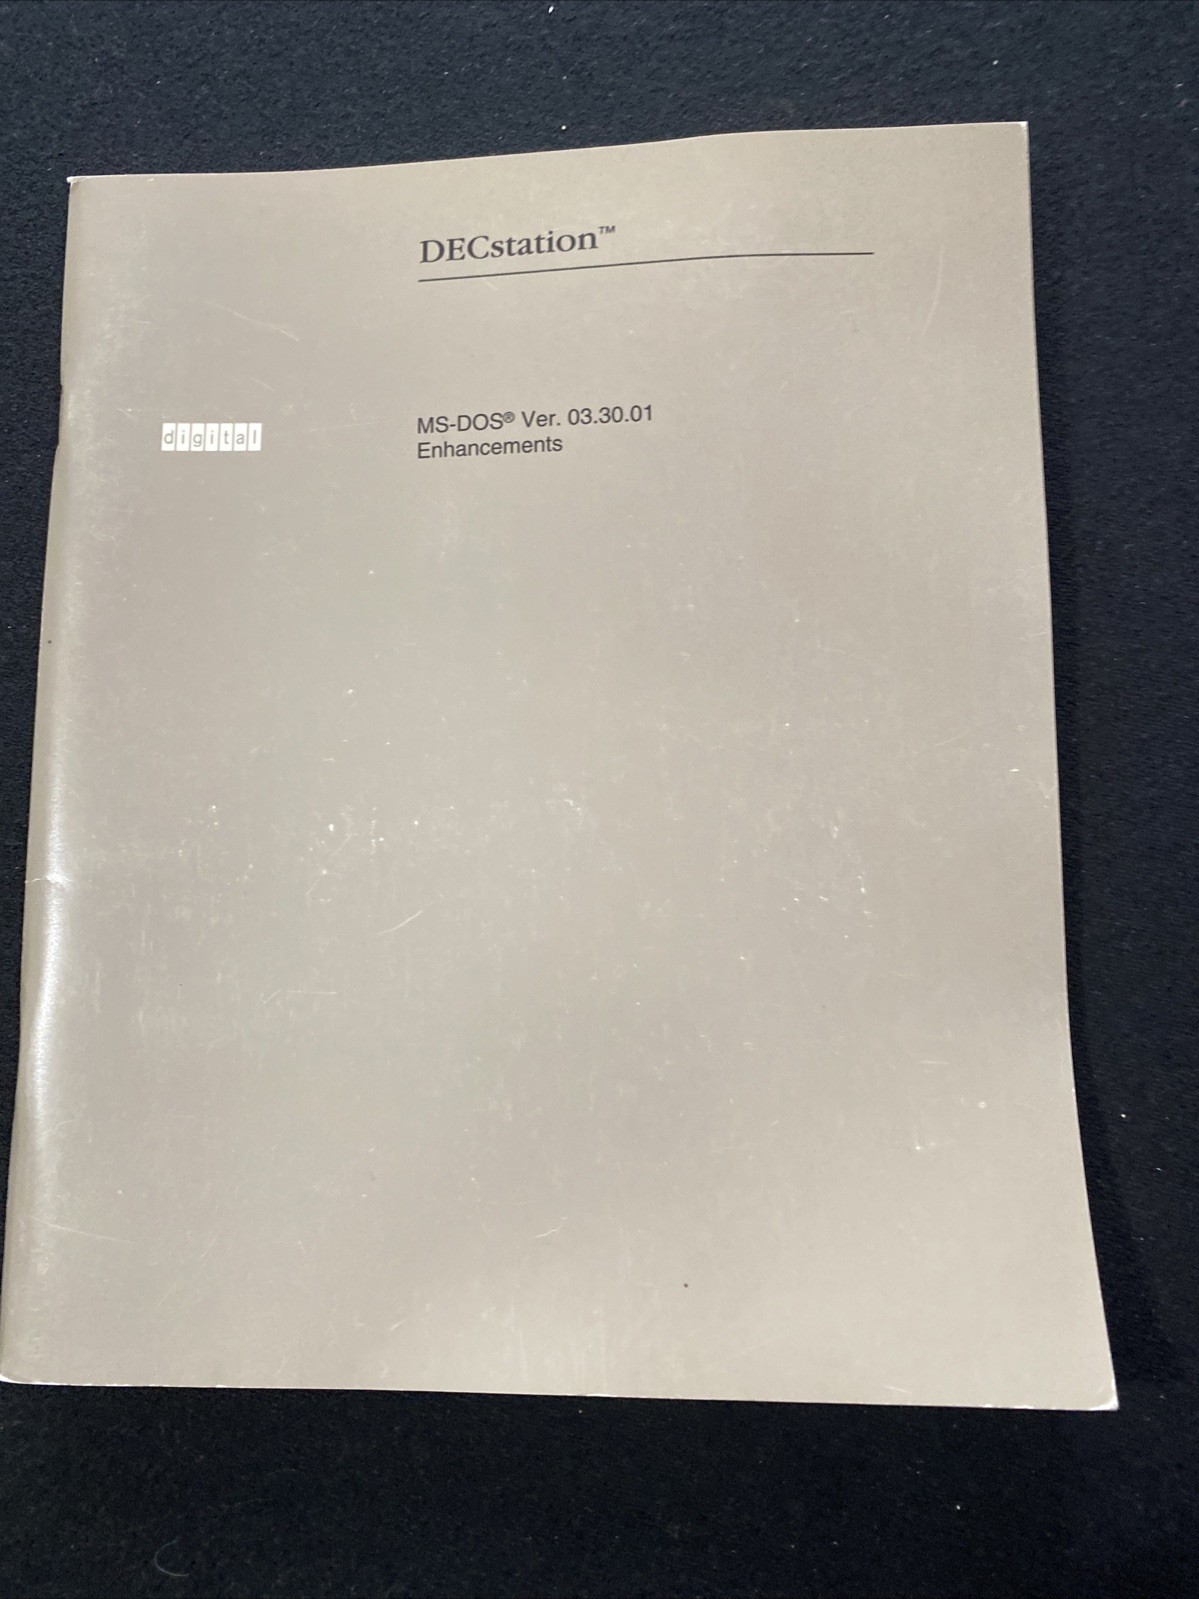 DECstation™
digital
MS-DOS® Ver. 03.30.01
Enhancements